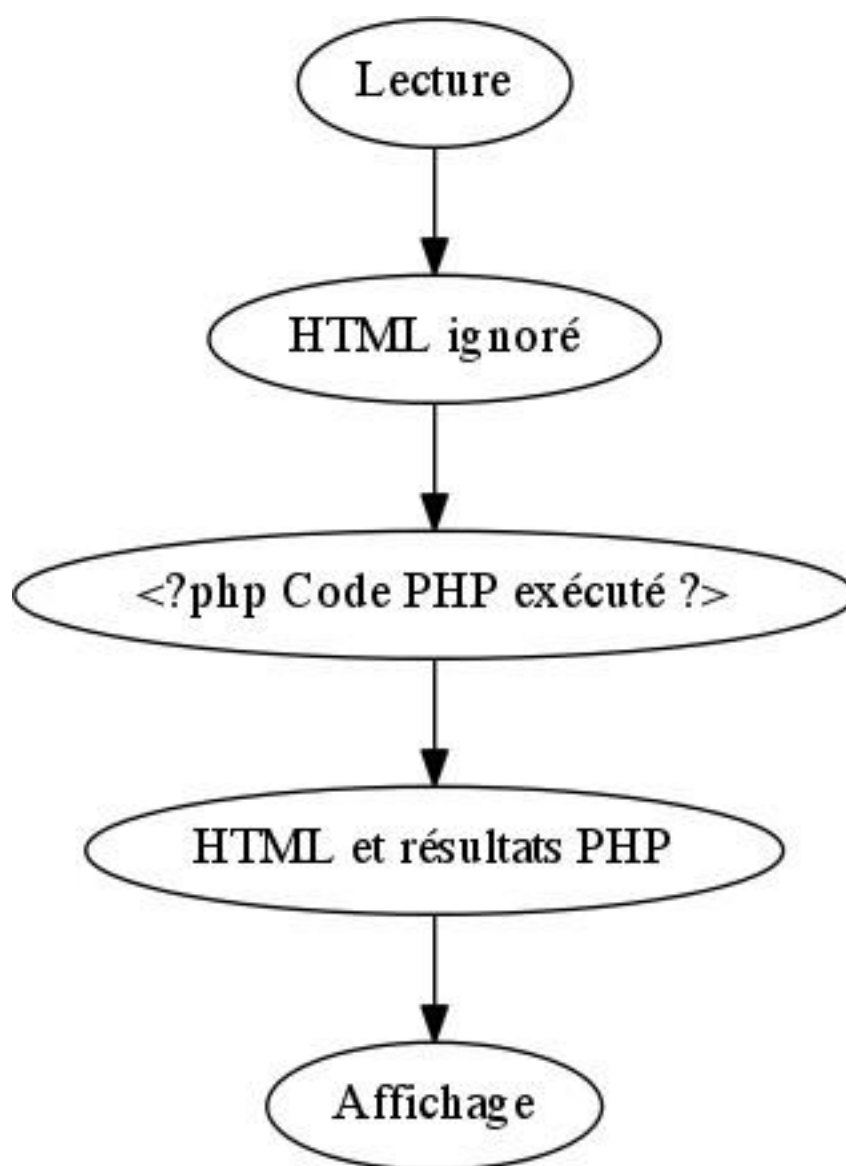 Lecture
HTML ignoré
<?php Code PHP exécuté ?>
HTML et résultats PHP
Affichage